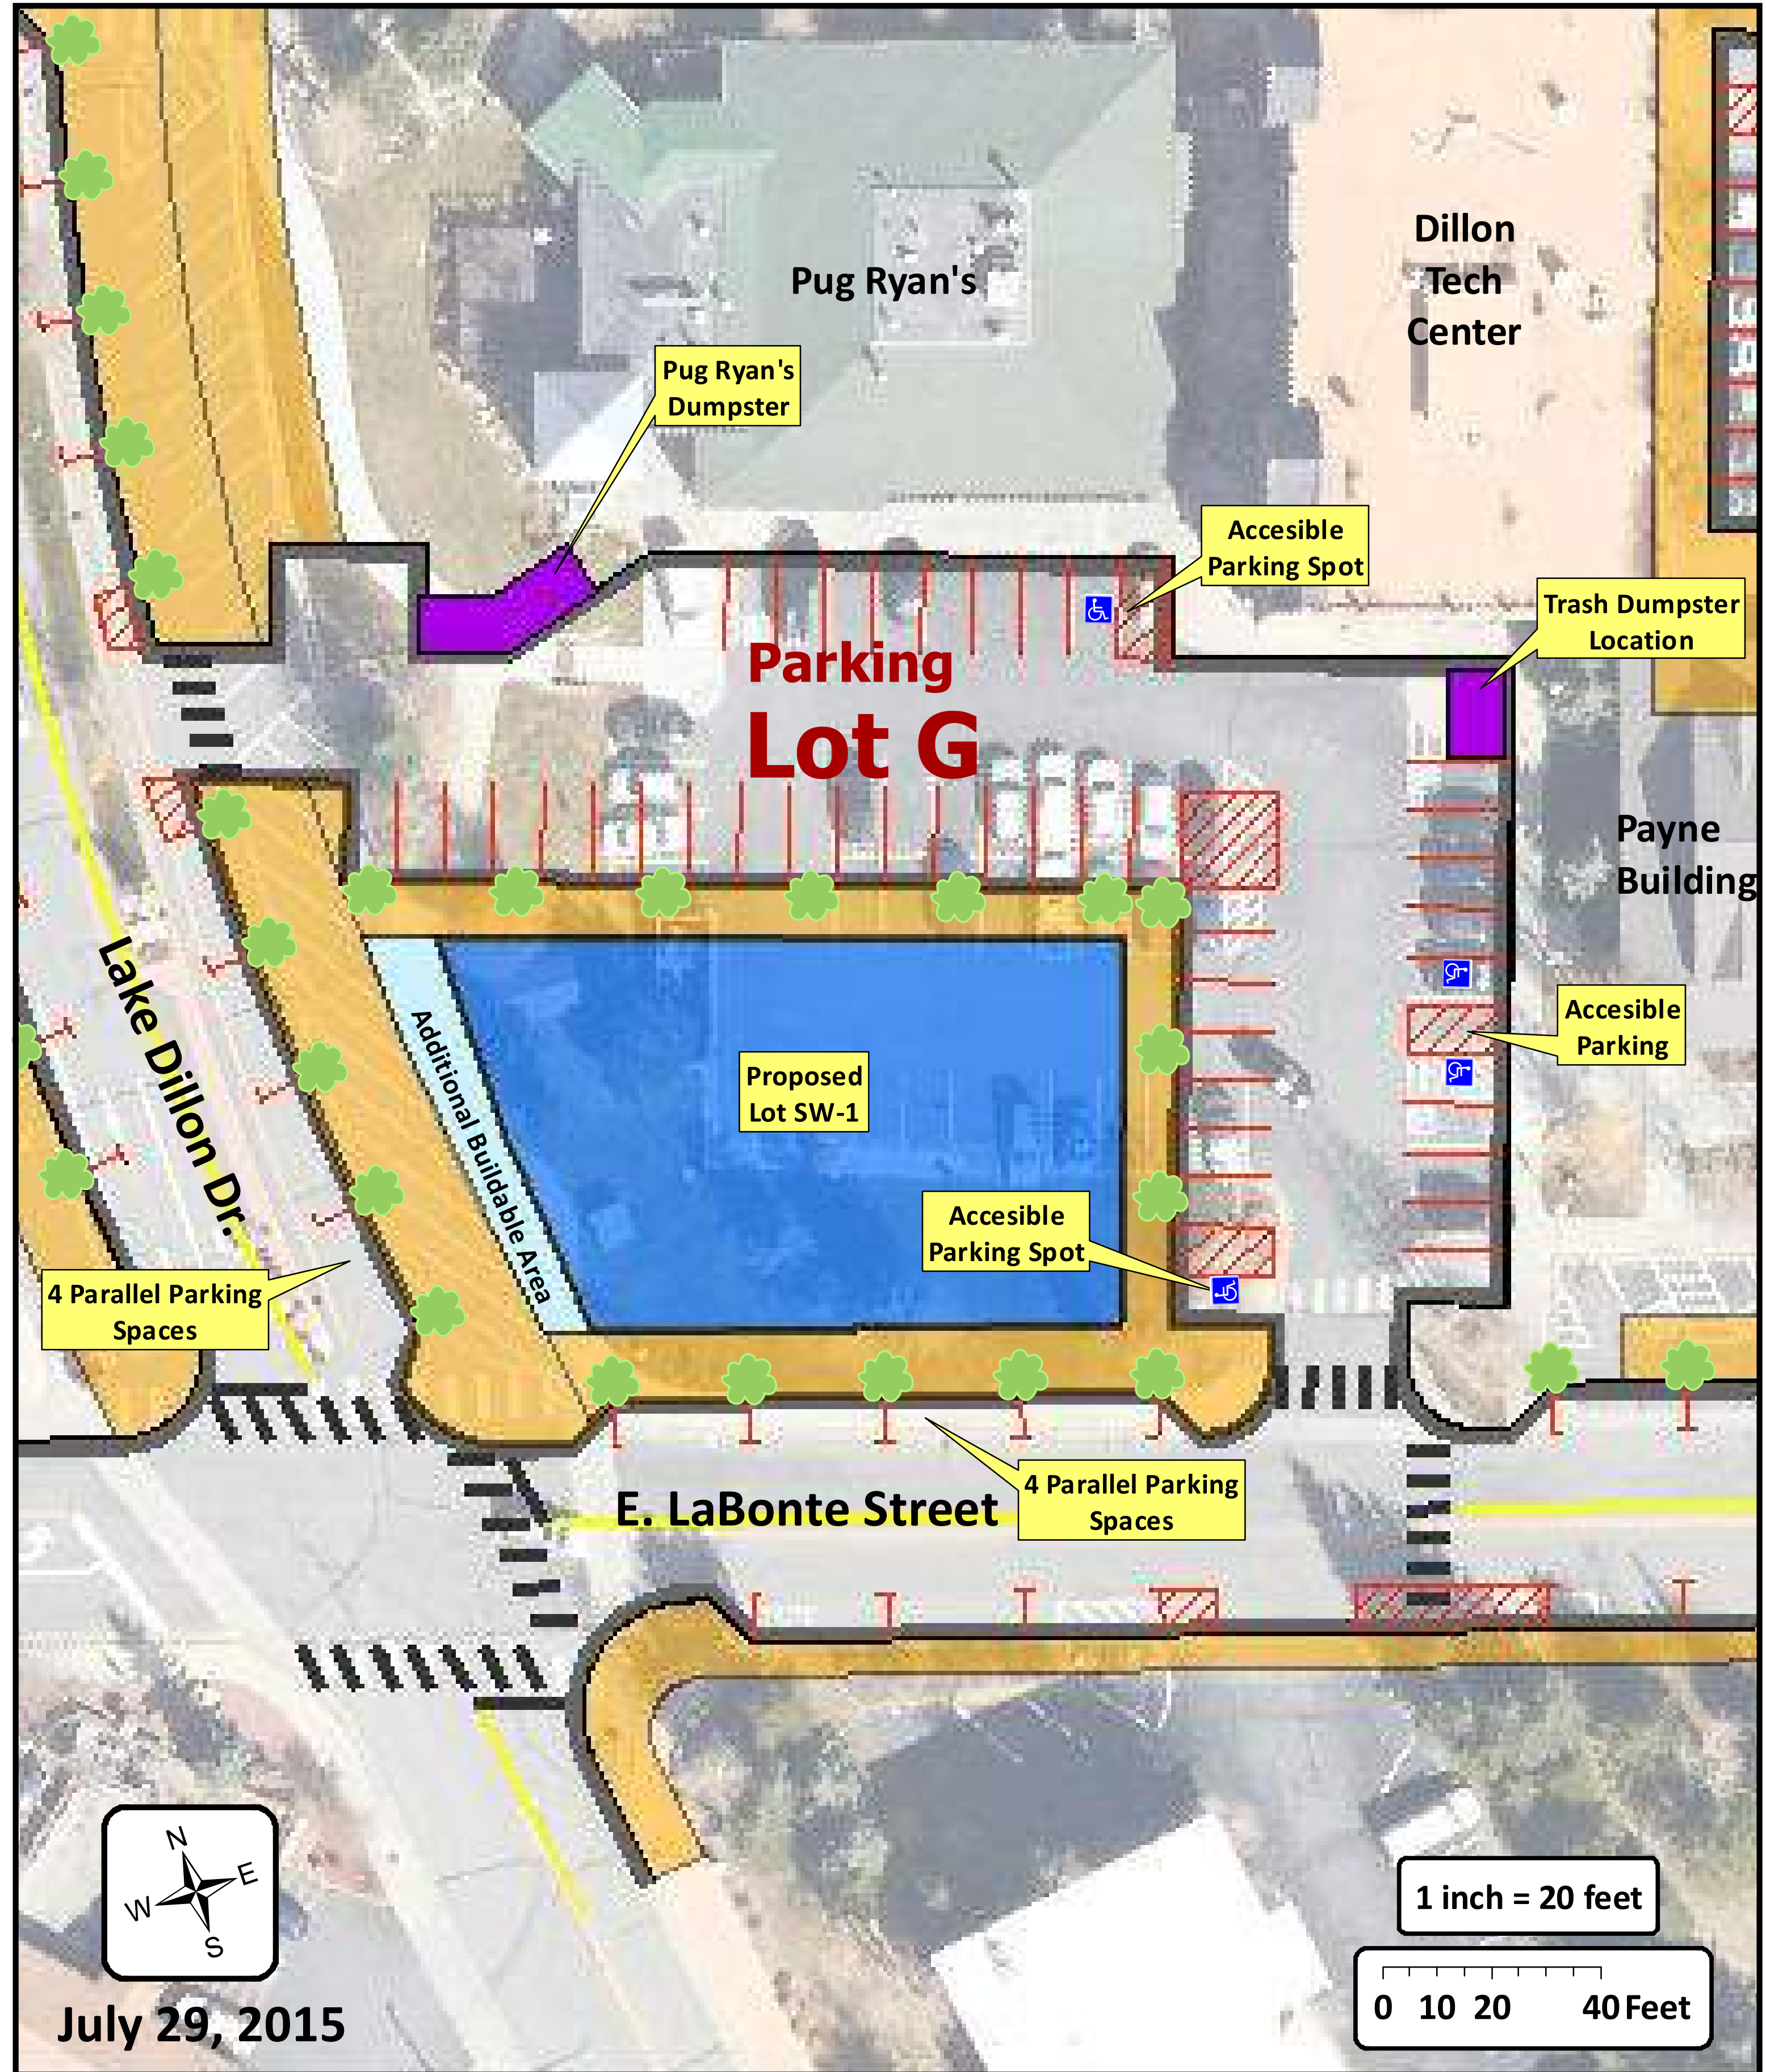 Pug Ryan's
Dillon
Tech
Center
Pug Ryan's
Dumpster
Accesible
Parking Spot
Trash Dumpster
Location
Parking
Lot G
Payne
Building
Lake Dillon Dr.
Additional Buildable Area
Proposed
Lot SW-1
Accesible
Parking
Accesible
Parking Spot
4 Parallel Parking
Spaces
E. LaBonte Street
4 Parallel Parking
Spaces
N
E
W
S
1 inch = 20 feet
0 10 20 40 Feet
July 29, 2015